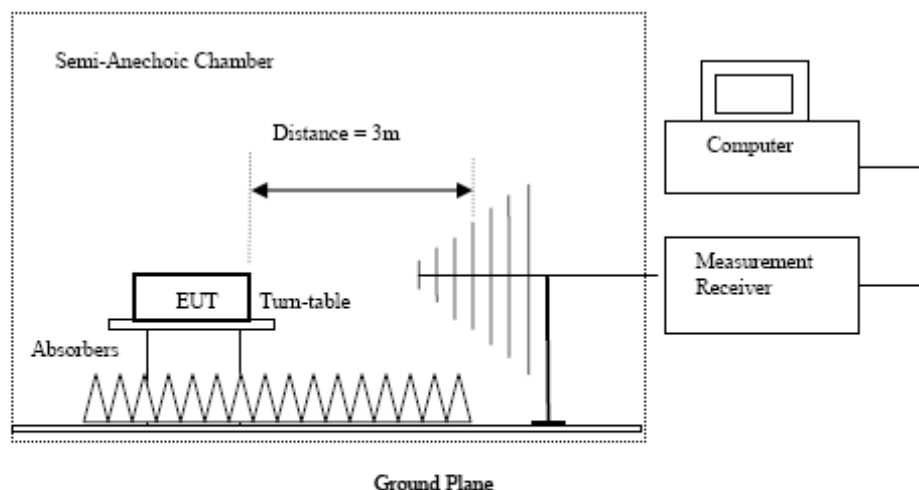 Semi-Anechoic Chamber
Distance = 3m
Computer
Measurement
Receiver
EUT
Turn-table
Absorbers
Ground Plane